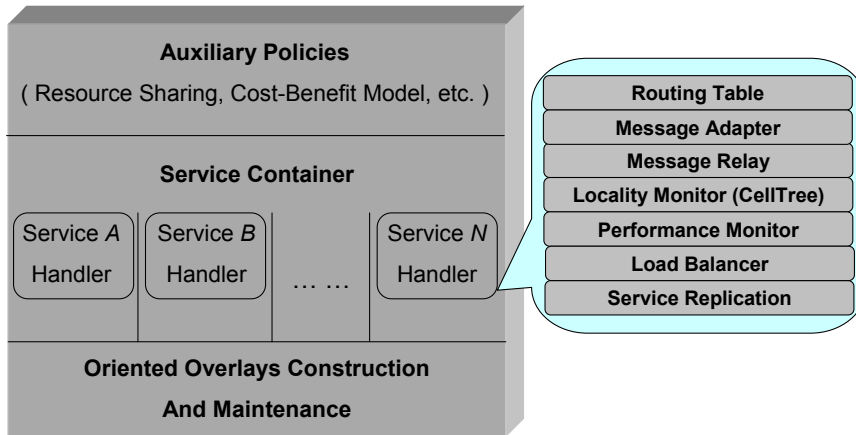 Auxiliary Policies
( Resource Sharing, Cost-Benefit Model, etc. )
Service Container
Service A
Handler
Service B
Handler
... ...
Service N
Handler
Oriented Overlays Construction
And Maintenance
Routing Table
Message Adapter
Message Relay
Locality Monitor (CellTree)
Performance Monitor
Load Balancer
Service Replication